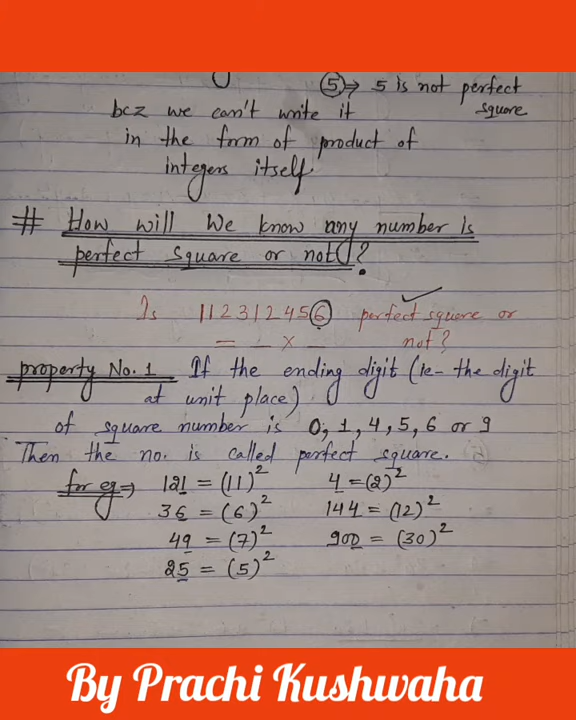 ⑤⇒ 5 is not perfect
square
bcz we can't write it
in the form of product of
integers itself
# How will We know any number is
perfect square or not?
Is 112312456 perfect square or
= _ × _ not?
property No. 1 If the ending digit (ie- the digit
at unit place)
of square number is 0, 1, 4, 5, 6 or 9
Then the no. is called perfect square.
for eg⇒ 121 = (11)² 4 = (2)²
36 = (6)² 144 = (12)²
49 = (7)² 900 = (30)²
25 = (5)²
By Prachi Kushwaha